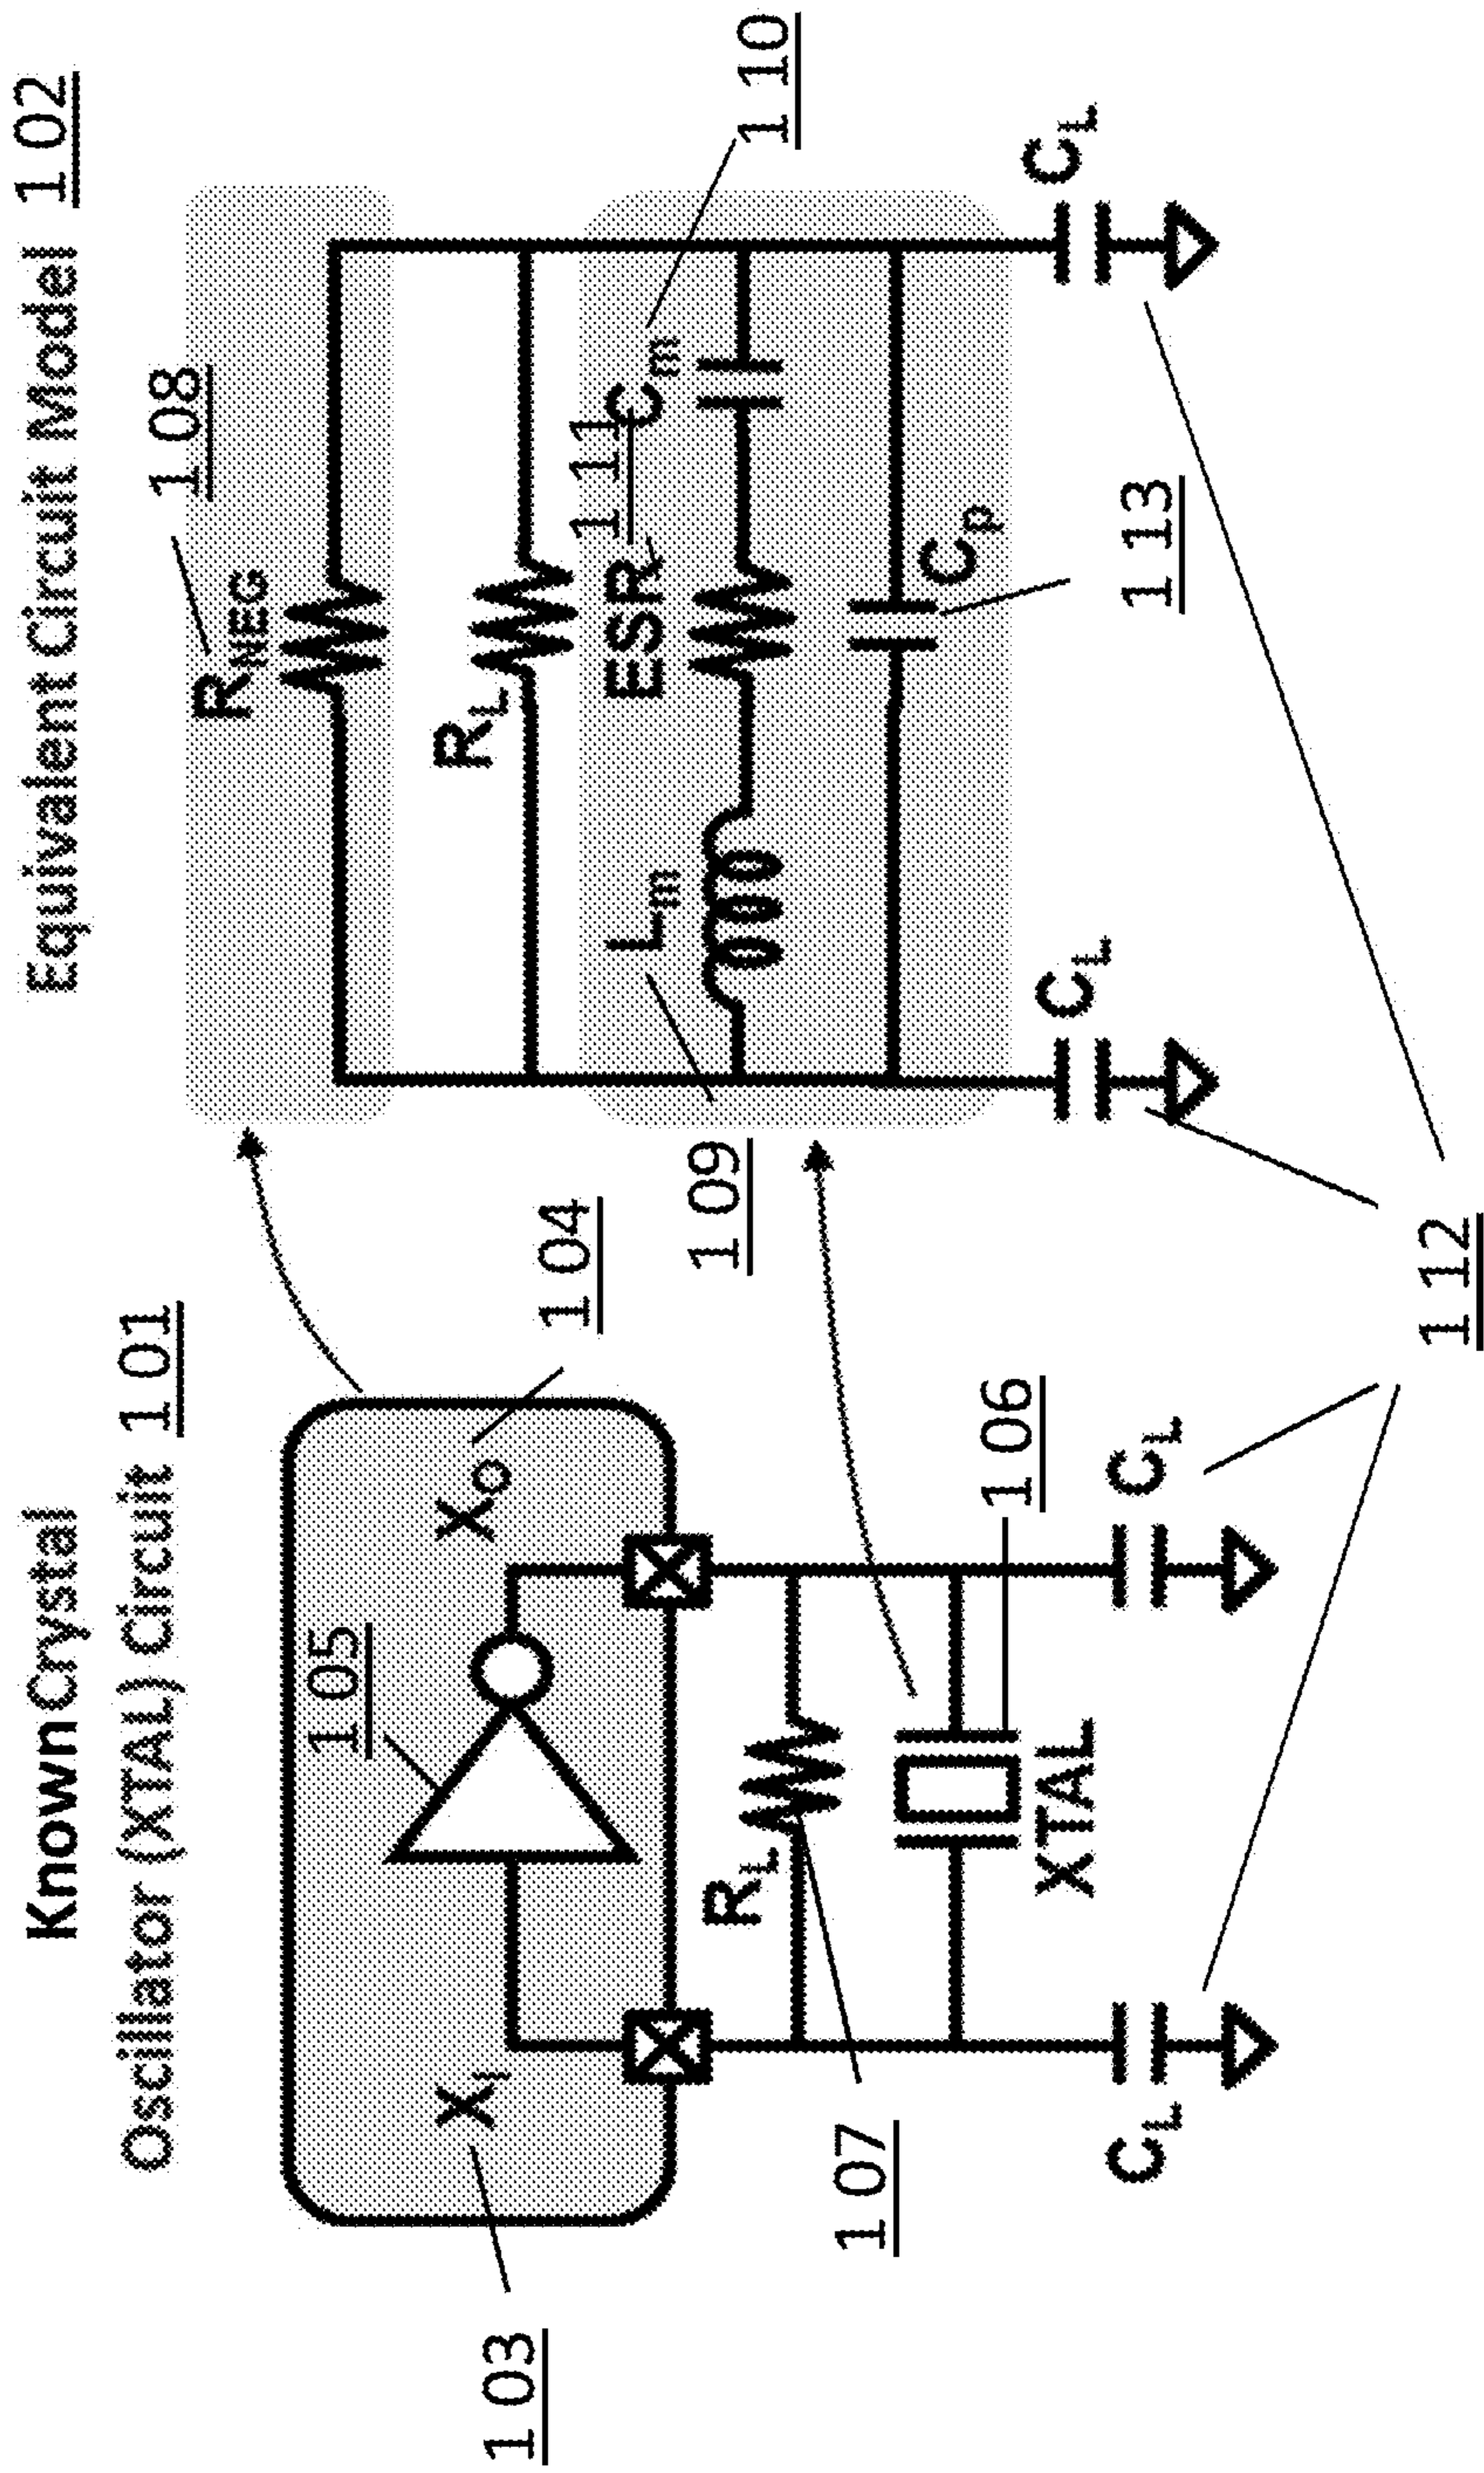 Known Crystal
Oscillator (XTAL) Circuit 101
105
X_I
X_O
103
104
R_L
107
106
XTAL
C_L
C_L
112
Equivalent Circuit Model 102
108
R_NEG
R_L
111
L_m
ESR
C_m
109
110
C_p
113
C_L
C_L